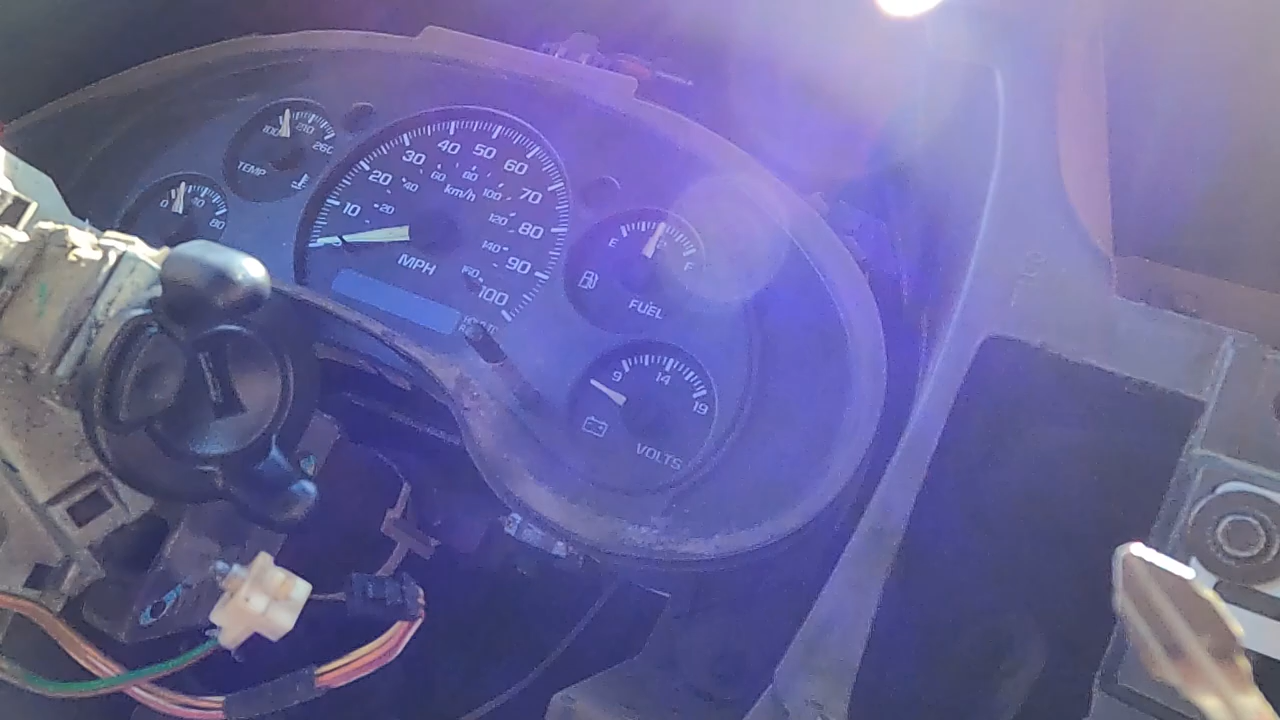 100 210 260
TEMP
0 40 80
10 20 30 40 50 60 70 80 90 100
20 40 60 80 100 120 140
km/h
MPH
E F
FUEL
9 14 19
VOLTS